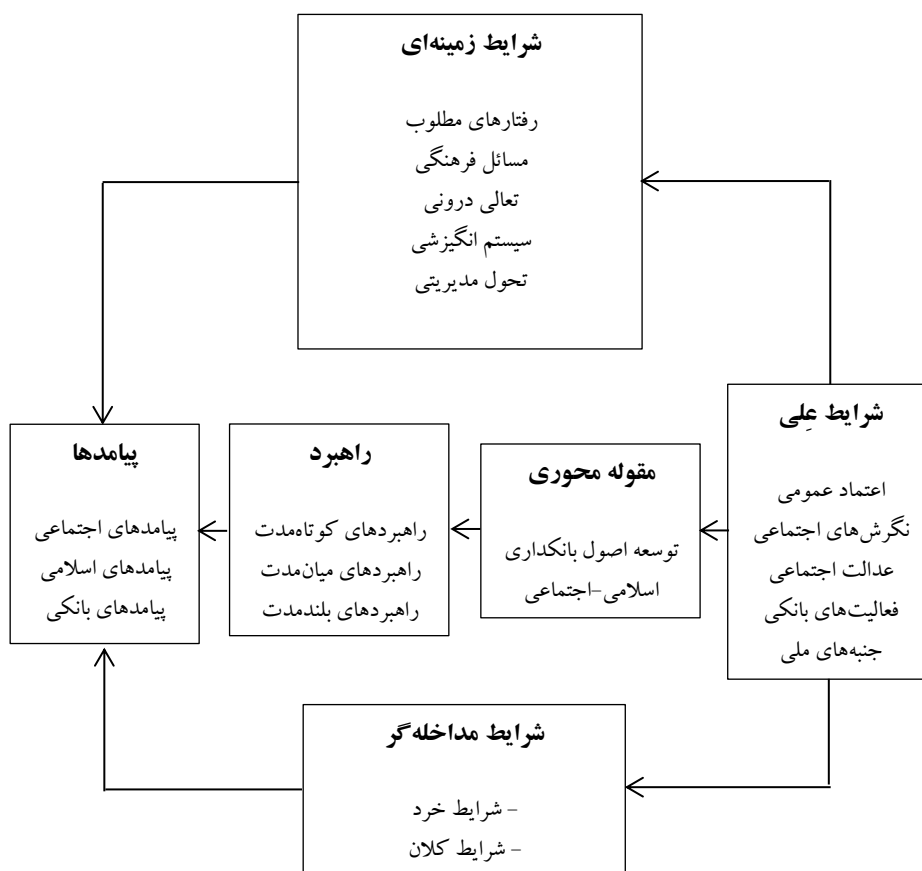 شرایط زمینه‌ای
رفتارهای مطلوب
مسائل فرهنگی
تعالی درونی
سیستم انگیزشی
تحول مدیریتی
شرایط عِلی
اعتماد عمومی
نگرش‌های اجتماعی
عدالت اجتماعی
فعالیت‌های بانکی
جنبه‌های ملی
مقوله محوری
توسعه اصول بانکداری
اسلامی-اجتماعی
راهبرد
راهبردهای کوتاه‌مدت
راهبردهای میان‌مدت
راهبردهای بلندمدت
پیامدها
پیامدهای اجتماعی
پیامدهای اسلامی
پیامدهای بانکی
شرایط مداخله‌گر
- شرایط خرد
- شرایط کلان